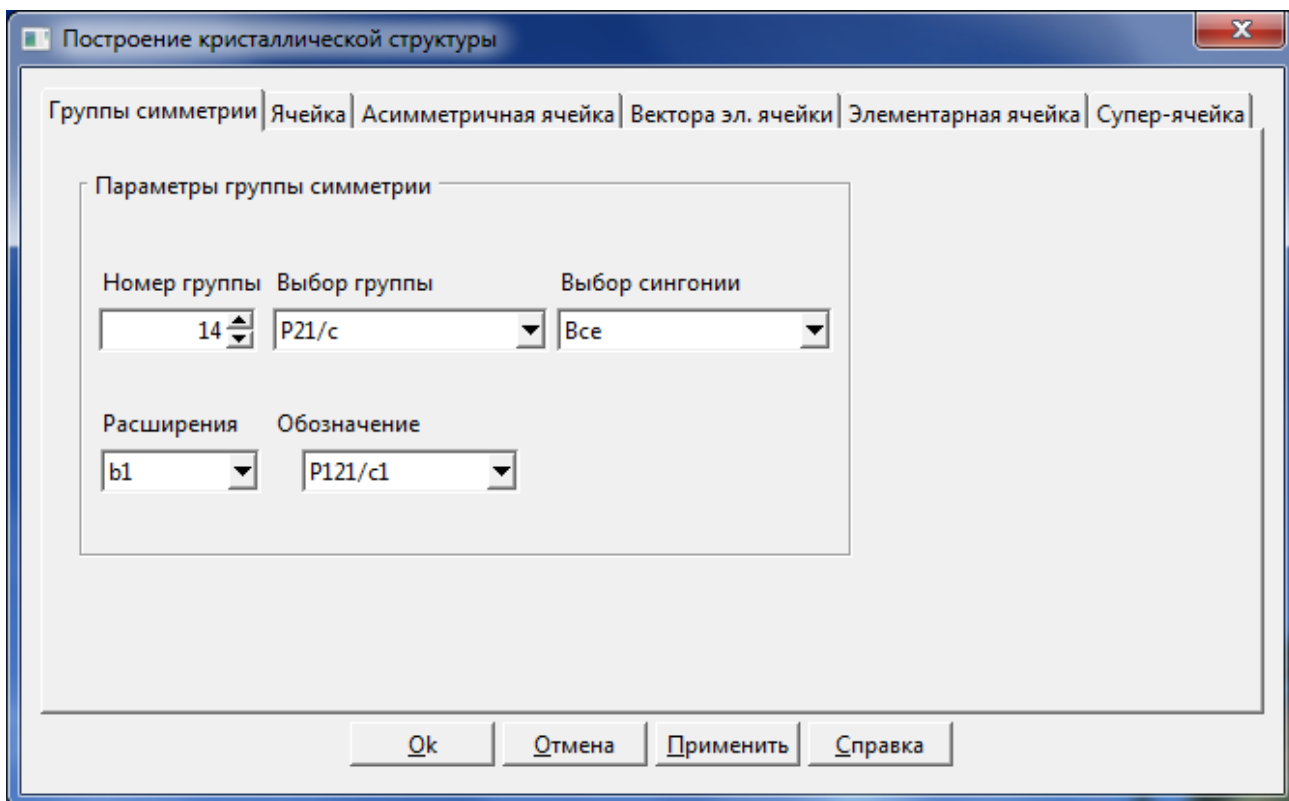 Построение кристаллической структуры
Группы симметрии Ячейка Асимметричная ячейка Вектора эл. ячейки Элементарная ячейка Супер-ячейка
Параметры группы симметрии
Номер группы Выбор группы Выбор сингонии
14 P21/c Все
Расширения Обозначение
b1 P121/c1
Ok Отмена Применить Справка